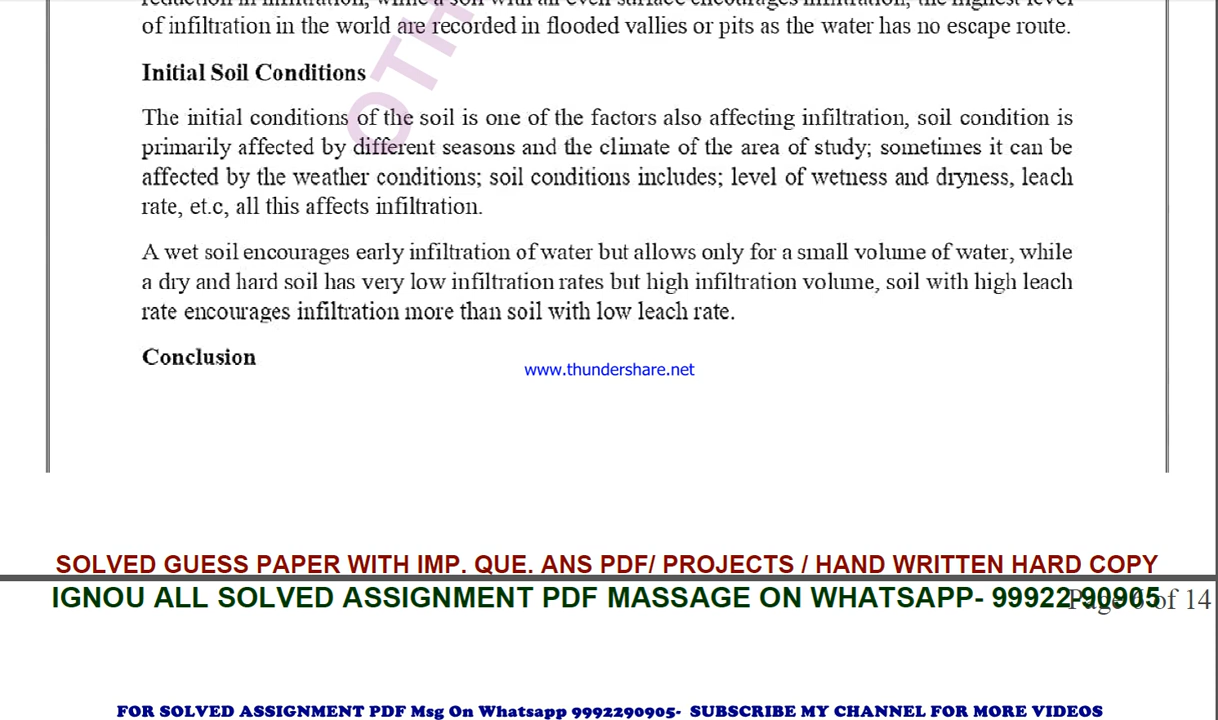 of infiltration in the world are recorded in flooded vallies or pits as the water has no escape route.
Initial Soil Conditions
The initial conditions of the soil is one of the factors also affecting infiltration, soil condition is
primarily affected by different seasons and the climate of the area of study; sometimes it can be
affected by the weather conditions; soil conditions includes; level of wetness and dryness, leach
rate, et.c, all this affects infiltration.
A wet soil encourages early infiltration of water but allows only for a small volume of water, while
a dry and hard soil has very low infiltration rates but high infiltration volume, soil with high leach
rate encourages infiltration more than soil with low leach rate.
Conclusion
www.thundershare.net
SOLVED GUESS PAPER WITH IMP. QUE. ANS PDF/ PROJECTS / HAND WRITTEN HARD COPY
IGNOU ALL SOLVED ASSIGNMENT PDF MASSAGE ON WHATSAPP- 99922-90905
Page 6 of 14
FOR SOLVED ASSIGNMENT PDF Msg On Whatsapp 9992290905- SUBSCRIBE MY CHANNEL FOR MORE VIDEOS